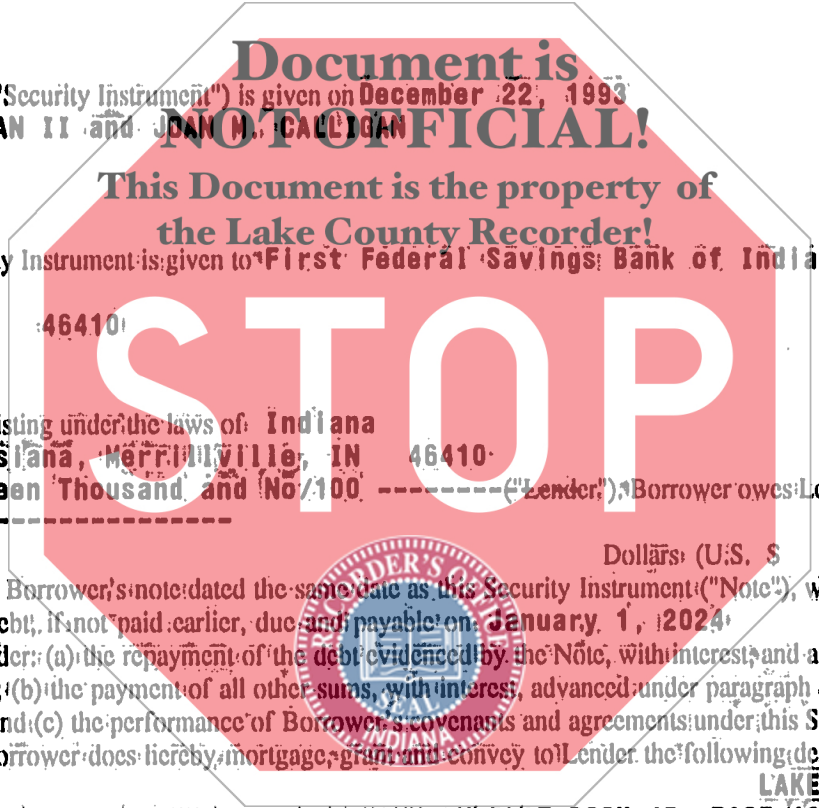 Document is
Security Instrument") is given on December 22, 1993
AN II and JOAN M. CALLIGAN
NOT OFFICIAL!
This Document is the property of
the Lake County Recorder!
y Instrument is given to First Federal Savings Bank of India
46410
STOP
isting under the laws of Indiana
siana, Merrillville, IN 46410
een Thousand and No/100 --------- ("Lender"). Borrower owes Le
------------------
Dollars (U.S. $
Borrower's note dated the same date as this Security Instrument ("Note"), w
ebt, if not paid earlier, due and payable on January 1, 2024
der: (a) the repayment of the debt evidenced by the Note, with interest, and a
(b) the payment of all other sums, with interest, advanced under paragraph
nd (c) the performance of Borrower's covenants and agreements under this S
orrower does hereby mortgage, grant and convey to Lender the following de
LAKE
RECORDER'S OFFICE
SEAL
INDIANA